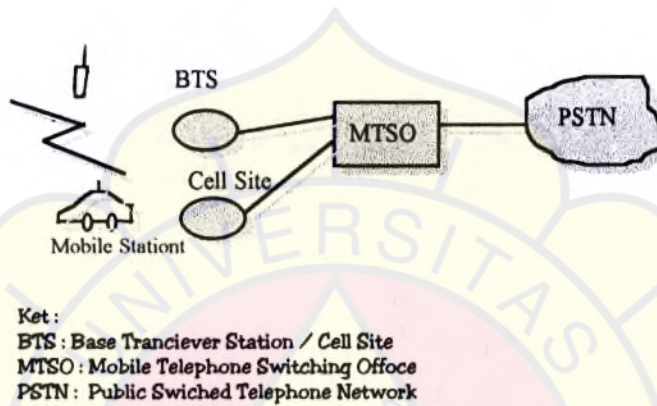 BTS
MTSO
PSTN
Cell Site
Mobile Stationt
UNIVERSITAS
Ket :
BTS : Base Tranciever Station / Cell Site
MTSO : Mobile Telephone Switching Offoce
PSTN : Public Swiched Telephone Network